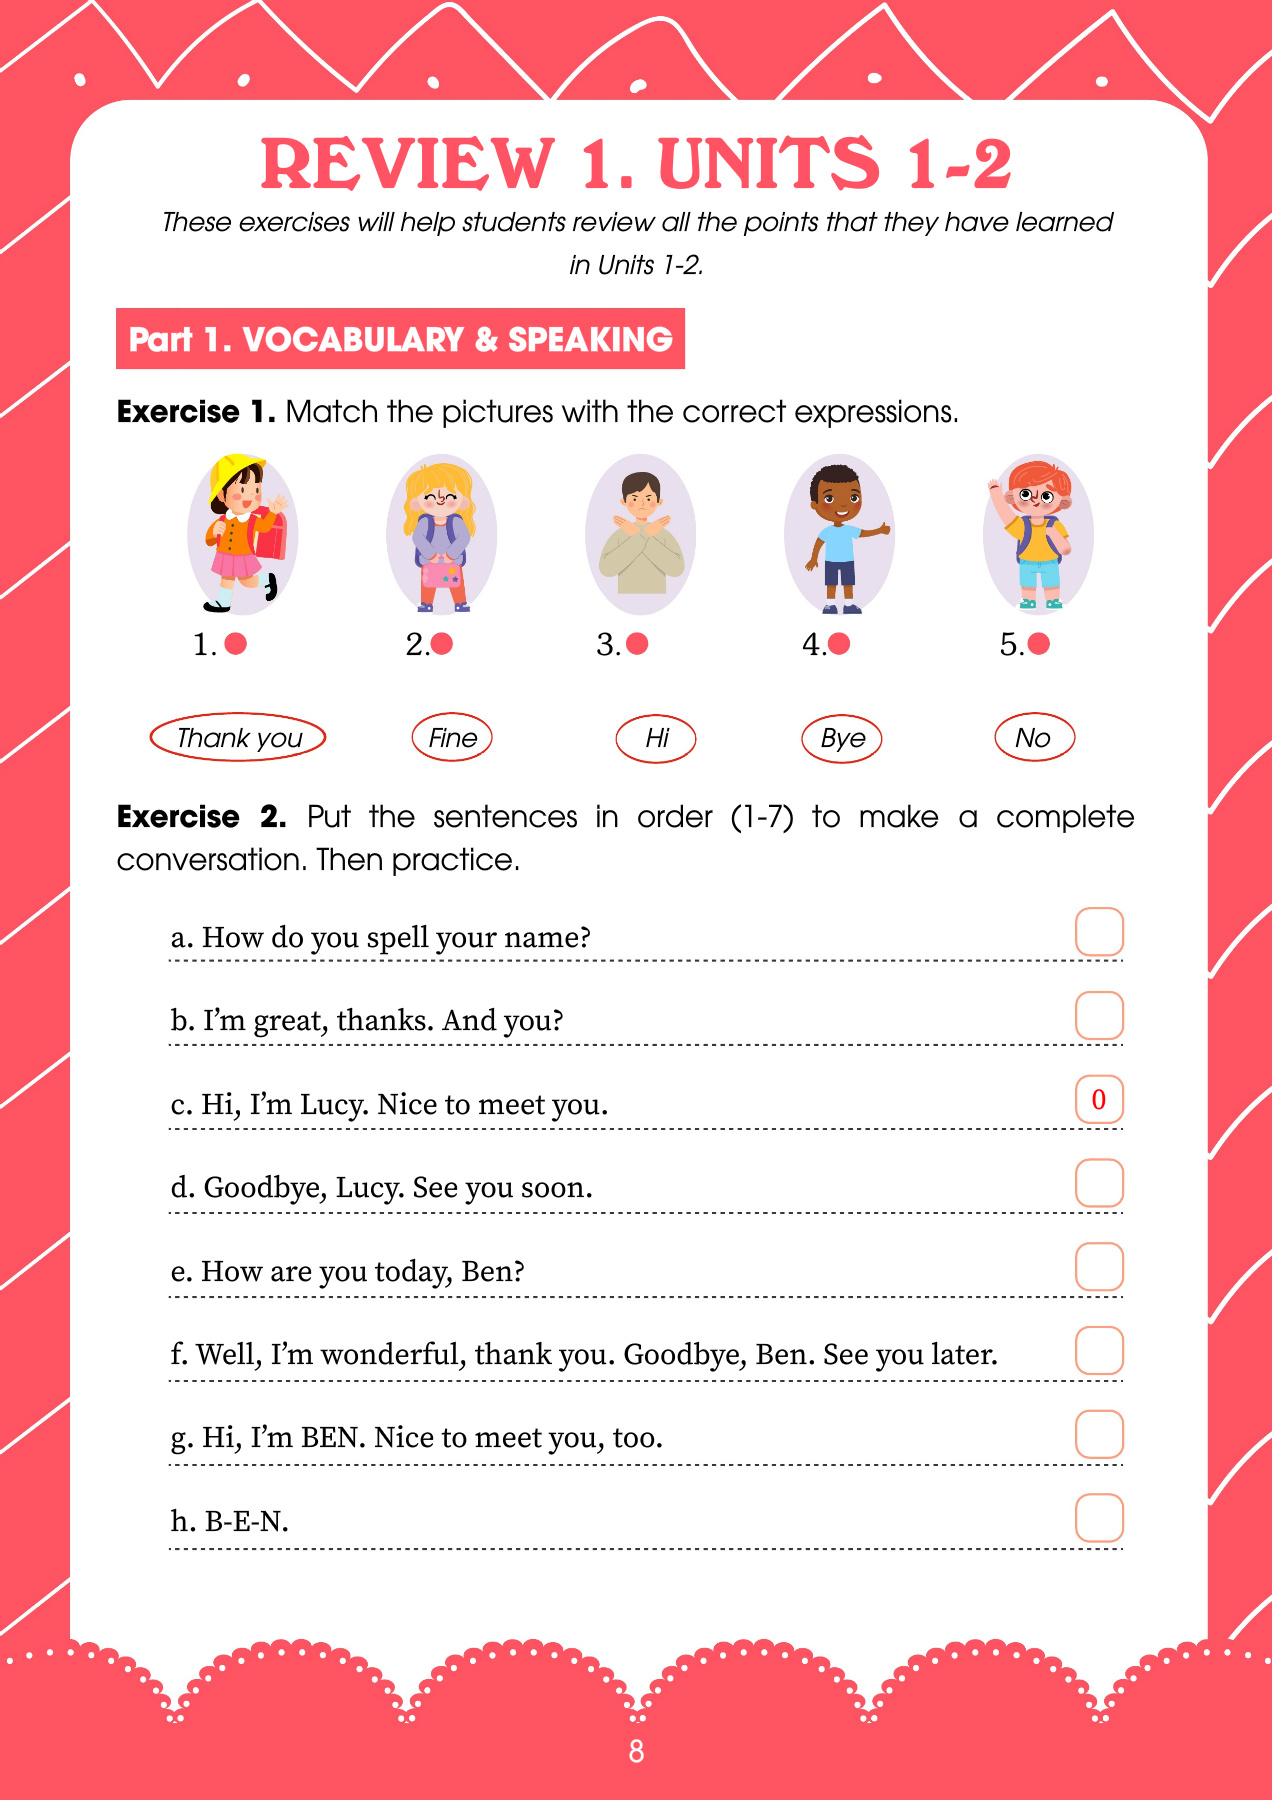 REVIEW 1. UNITS 1-2
These exercises will help students review all the points that they have learned
in Units 1-2.
Part 1. VOCABULARY & SPEAKING
Exercise 1. Match the pictures with the correct expressions.
1. 2. 3. 4. 5.
Thank you Fine Hi Bye No
Exercise 2. Put the sentences in order (1-7) to make a complete
conversation. Then practice.
a. How do you spell your name?
b. I'm great, thanks. And you?
c. Hi, I'm Lucy. Nice to meet you. 0
d. Goodbye, Lucy. See you soon.
e. How are you today, Ben?
f. Well, I'm wonderful, thank you. Goodbye, Ben. See you later.
g. Hi, I'm BEN. Nice to meet you, too.
h. B-E-N.
8